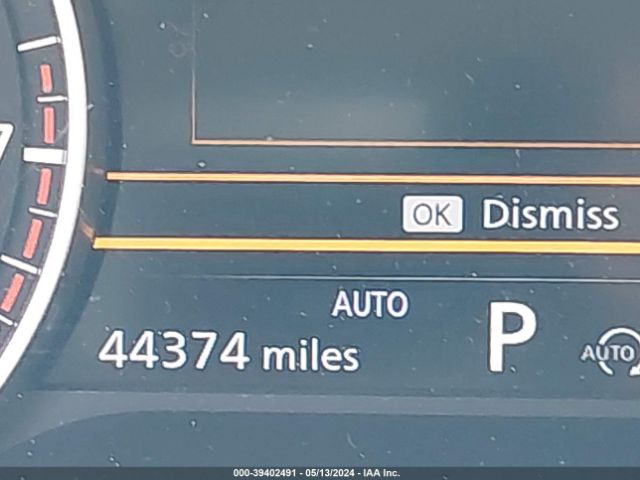 OK Dismiss
AUTO
44374 miles P AUTO
000-39402491 - 05/13/2024 - IAA Inc.